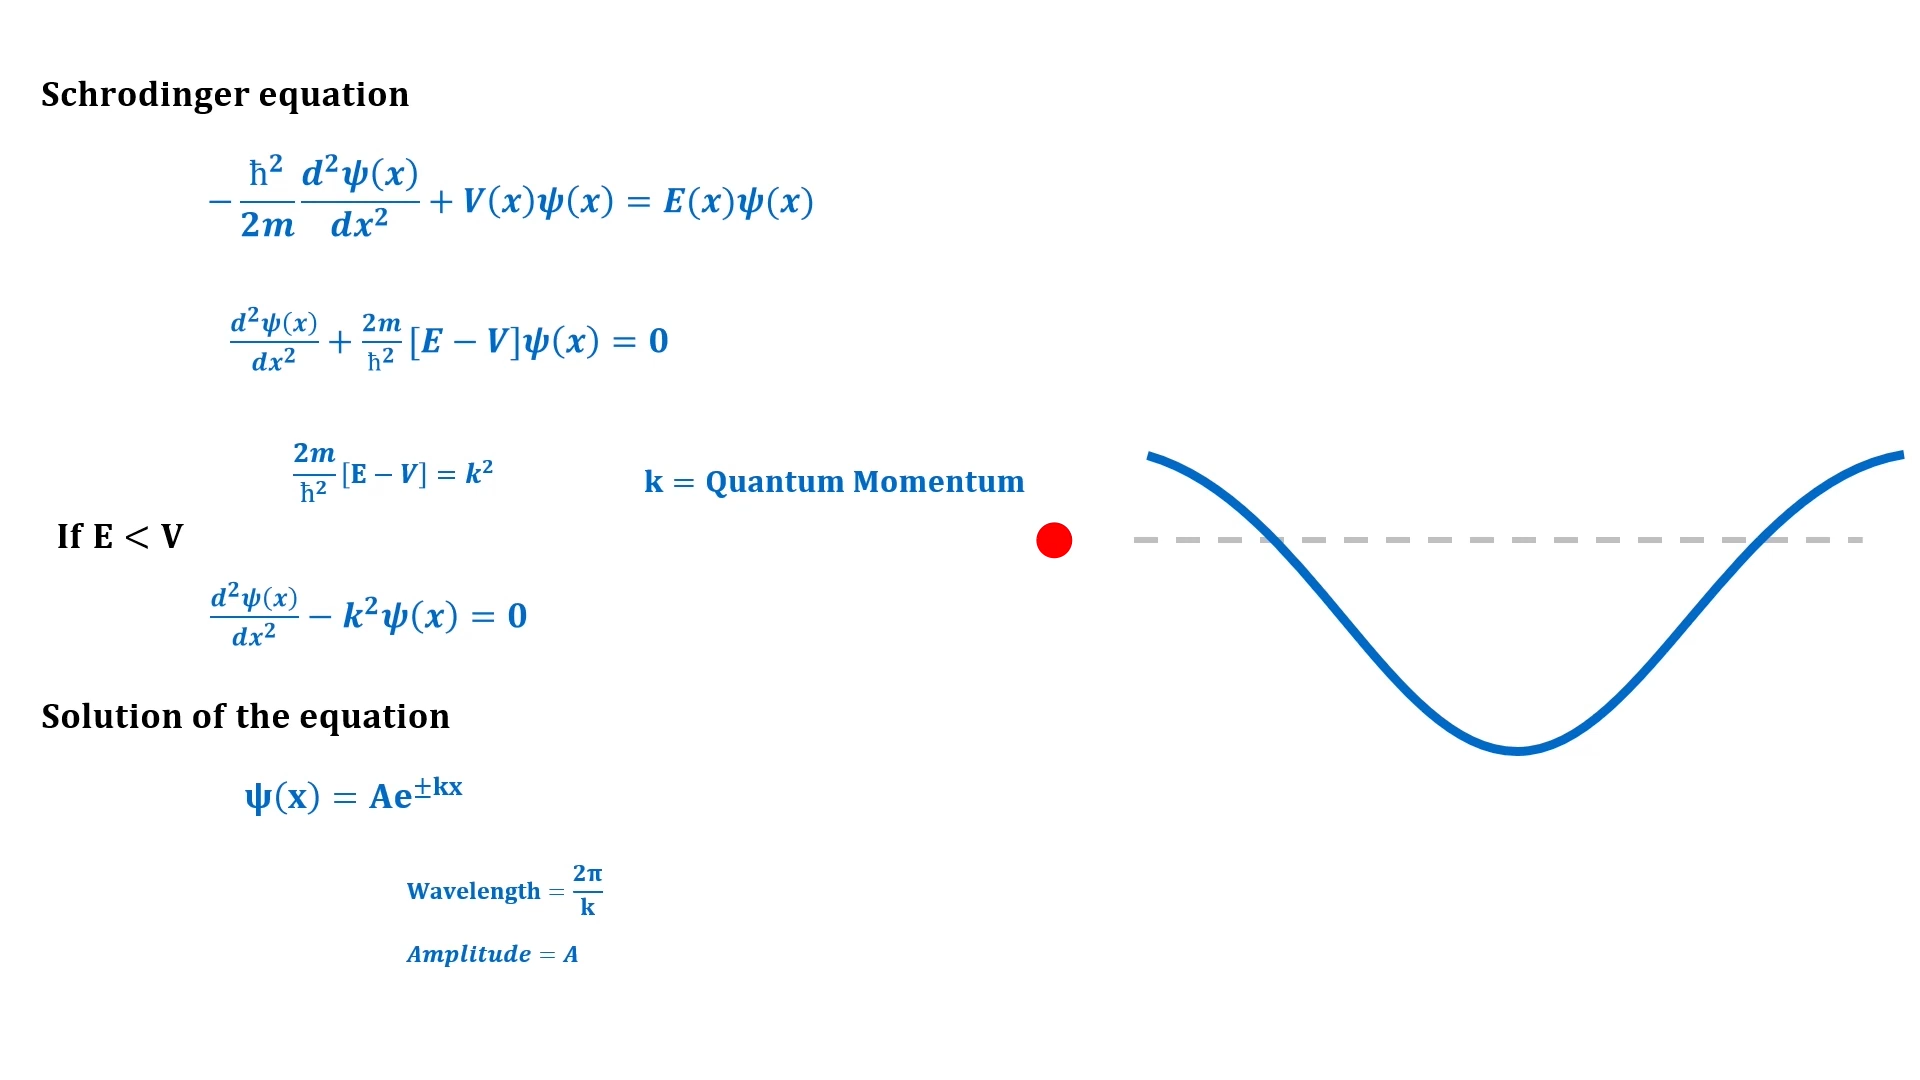 Schrodinger equation
−ħ²/2m d²ψ(x)/dx² + V(x)ψ(x) = E(x)ψ(x)
d²ψ(x)/dx² + 2m/ħ² [E − V]ψ(x) = 0
2m/ħ² [E − V] = k²
k = Quantum Momentum
If E < V
d²ψ(x)/dx² − k²ψ(x) = 0
Solution of the equation
ψ(x) = Ae^±kx
Wavelength = 2π/k
Amplitude = A